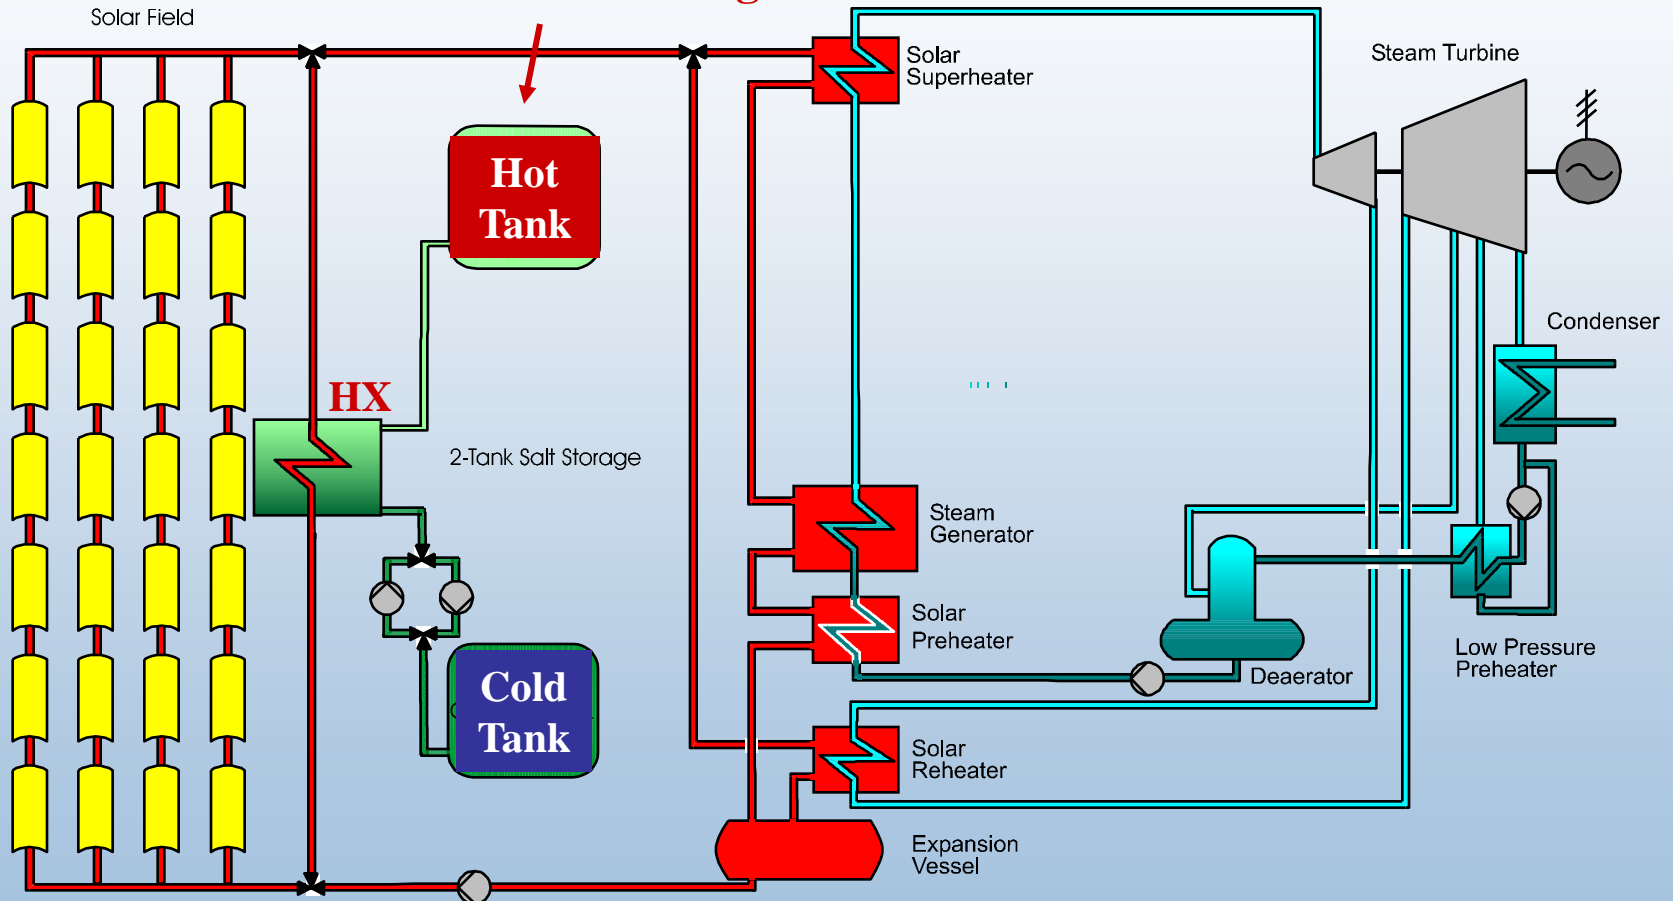 Solar Field
Solar
Superheater
Steam Turbine
Hot
Tank
Condenser
HX
2-Tank Salt Storage
Steam
Generator
Solar
Preheater
Low Pressure
Preheater
Deaerator
Cold
Tank
Solar
Reheater
Expansion
Vessel